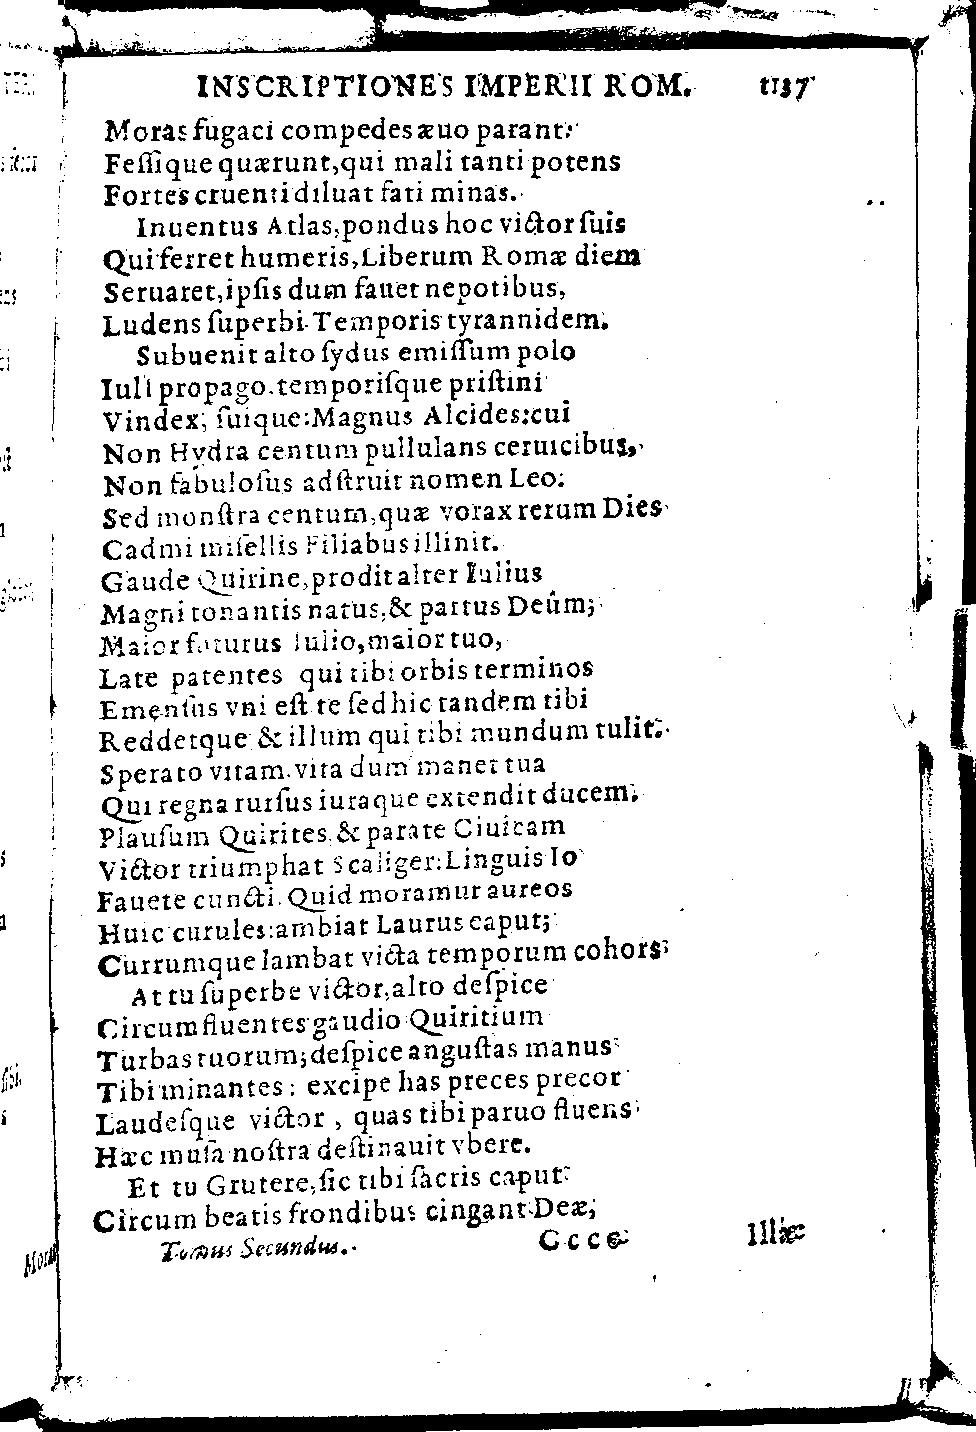 INSCRIPTIONES IMPERII ROM. 1137
Moras fugaci compedes æuo parant:
Feſſique quærunt,qui mali tanti potens
Fortes cruenti diluat fati minas.
Inuentus Atlas,pondus hoc victor ſuis
Qui ferret humeris,Liberum Romæ diem
Seruaret,ipſis dum fauet nepotibus,
Ludens ſuperbi Temporis tyrannidem.
Subuenit alto ſydus emiſſum polo
Iuli propago.temporiſque priſtini
Vindex, ſuique:Magnus Alcides:cui
Non Hydra centum pullulans ceruicibus,
Non fabuloſus adſtruit nomen Leo:
Sed monſtra centum,quæ vorax rerum Dies
Cadmi miſellis Filiabus illinit.
Gaude Quirine,prodit alter Iulius
Magni tonantis natus,& partus Deûm;
Maior futurus Iulio,maior tuo,
Late patentes qui tibi orbis terminos
Emenſus vni eſt te ſed hic tandem tibi
Reddetque & illum qui tibi mundum tulit.
Sperato vitam.vita dum manet tua
Qui regna rurſus iuraque extendit ducem.
Plauſum Quirites & parate Ciuicam
Victor triumphat Scaliger:Linguis Io
Fauete cuncti. Quid moramur aureos
Huic curules:ambiat Laurus caput;
Currumque lambat victa temporum cohors;
At tu ſuperbe victor,alto deſpice
Circumfluentes gaudio Quiritium
Turbas tuorum;deſpice anguſtas manus
Tibi minantes: excipe has preces precor
Laudeſque victor , quas tibi paruo fluens
Hæc muſa noſtra deſtinauit vbere.
Et tu Grutere,ſic tibi ſacris caput
Circum beatis frondibus cingant Deæ;
Tomus Secundus. Cccc Illæ